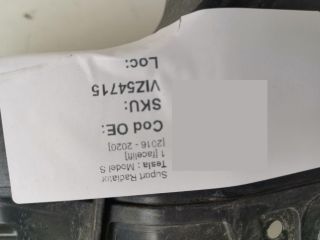 Suport Radiator
Tesla : Model S
1 [facelift]
[2016 - 2020]
Cod OE:
SKU:
VIZ54715
Loc: